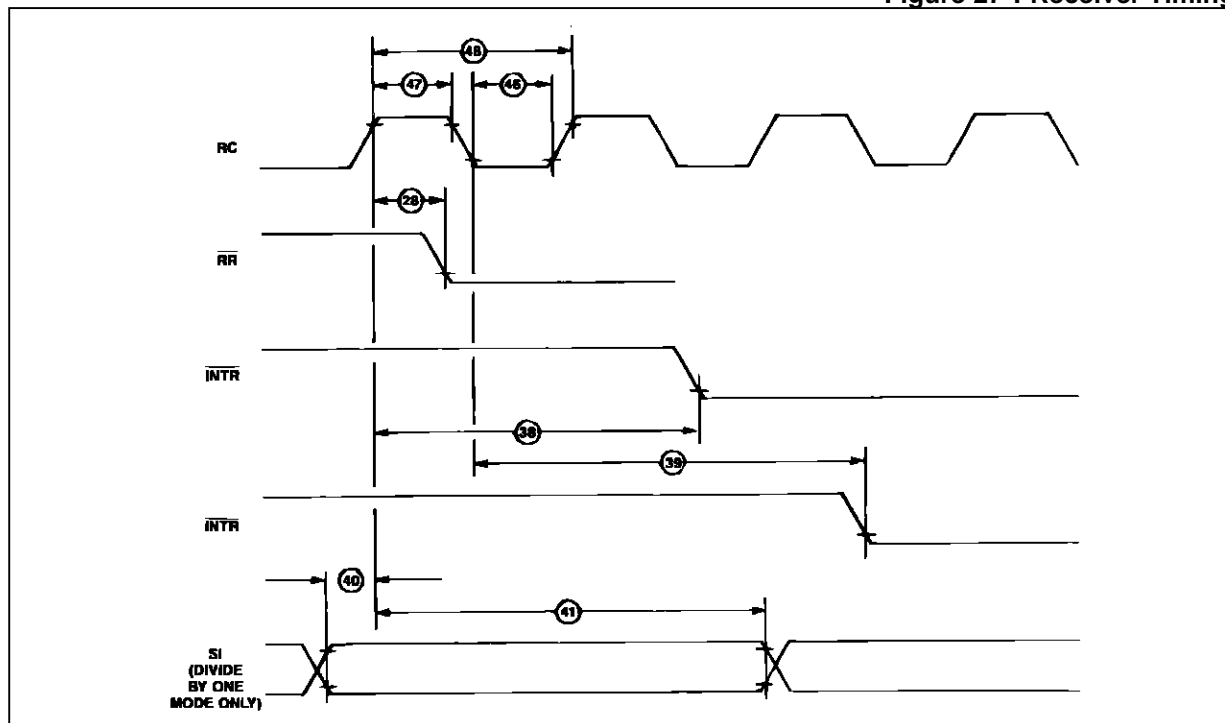 Figure 27 Receiver Timing
48
47
46
RC
28
RR
INTR
38
39
INTR
40
41
SI
(DIVIDE
BY ONE
MODE ONLY)